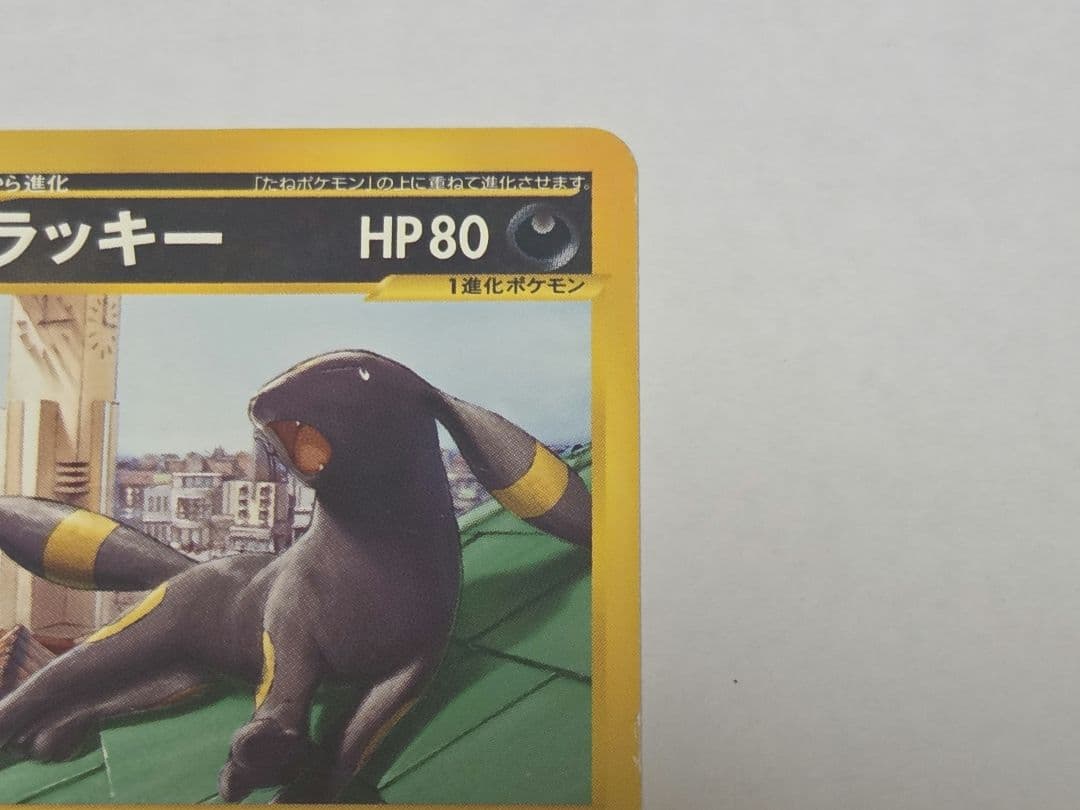 から進化
「たねポケモン」の上に重ねて進化させます。
ラッキー HP80
1進化ポケモン